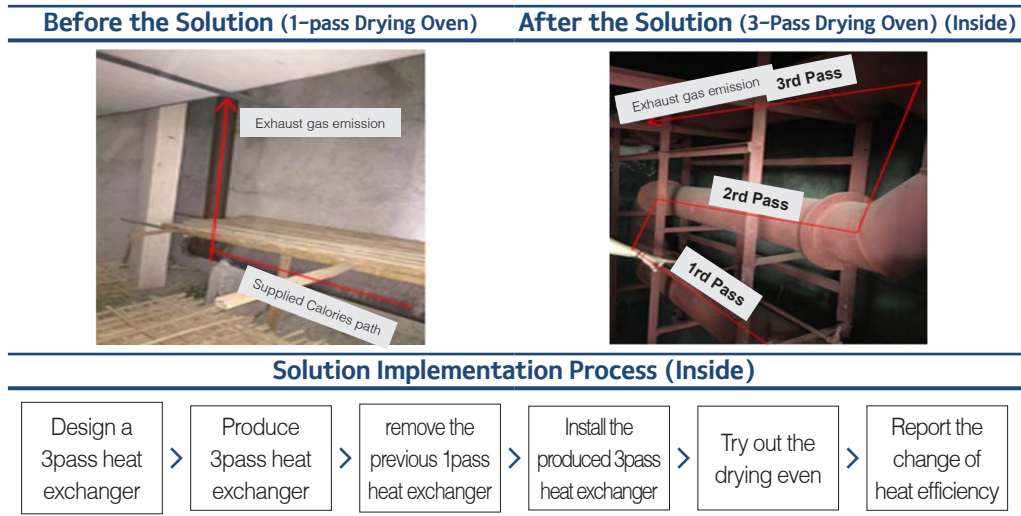 Before the Solution (1-pass Drying Oven)
After the Solution (3-Pass Drying Oven) (Inside)
Exhaust gas emission
Supplied Calories path
Exhaust gas emission
3rd Pass
2rd Pass
1rd Pass
Solution Implementation Process (Inside)
Design a
3pass heat
exchanger
>
Produce
3pass heat
exchanger
>
remove the
previous 1pass
heat exchanger
>
Install the
produced 3pass
heat exchanger
>
Try out the
drying even
>
Report the
change of
heat efficiency